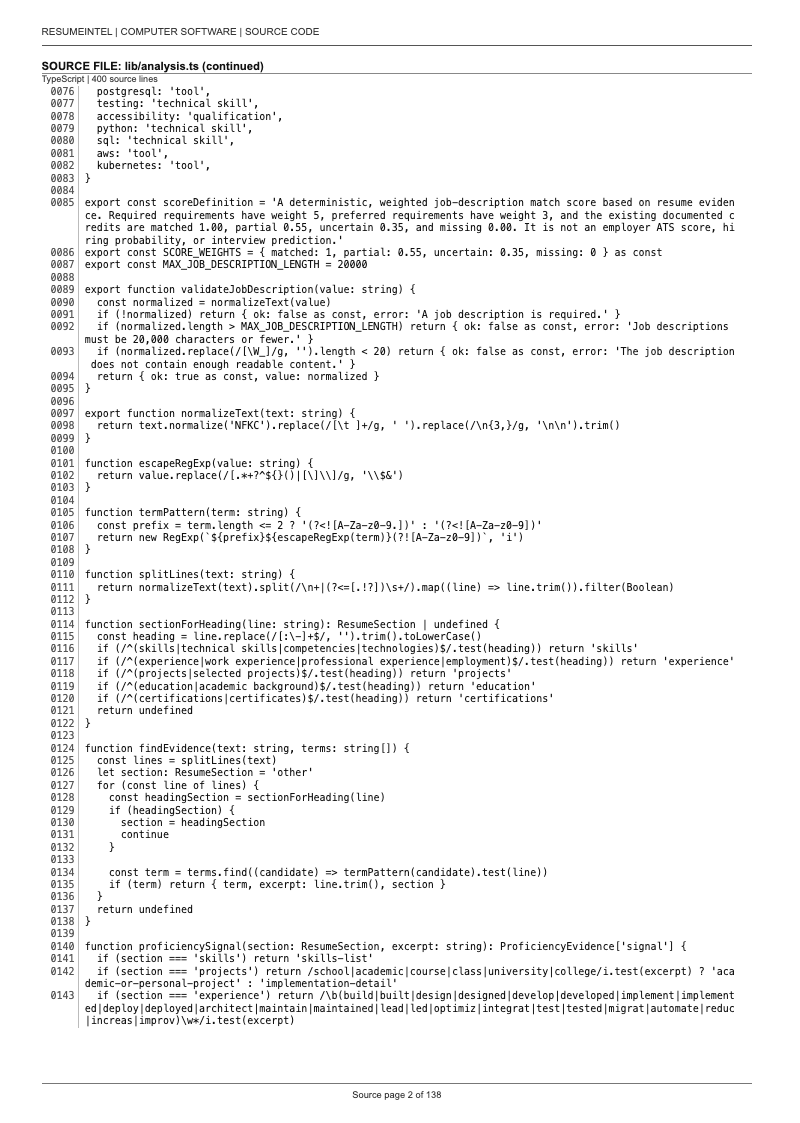 RESUMEINTEL | COMPUTER SOFTWARE | SOURCE CODE
SOURCE FILE: lib/analysis.ts (continued)
TypeScript | 400 source lines
0076   postgresql: 'tool',
0077   testing: 'technical skill',
0078   accessibility: 'qualification',
0079   python: 'technical skill',
0080   sql: 'technical skill',
0081   aws: 'tool',
0082   kubernetes: 'tool',
0083 }
0084
0085 export const scoreDefinition = 'A deterministic, weighted job-description match score based on resume eviden
ce. Required requirements have weight 5, preferred requirements have weight 3, and the existing documented c
redits are matched 1.00, partial 0.55, uncertain 0.35, and missing 0.00. It is not an employer ATS score, hi
ring probability, or interview prediction.'
0086 export const SCORE_WEIGHTS = { matched: 1, partial: 0.55, uncertain: 0.35, missing: 0 } as const
0087 export const MAX_JOB_DESCRIPTION_LENGTH = 20000
0088
0089 export function validateJobDescription(value: string) {
0090   const normalized = normalizeText(value)
0091   if (!normalized) return { ok: false as const, error: 'A job description is required.' }
0092   if (normalized.length > MAX_JOB_DESCRIPTION_LENGTH) return { ok: false as const, error: 'Job descriptions
must be 20,000 characters or fewer.' }
0093   if (normalized.replace(/[\W_]/g, '').length < 20) return { ok: false as const, error: 'The job description
 does not contain enough readable content.' }
0094   return { ok: true as const, value: normalized }
0095 }
0096
0097 export function normalizeText(text: string) {
0098   return text.normalize('NFKC').replace(/[\t ]+/g, ' ').replace(/\n{3,}/g, '\n\n').trim()
0099 }
0100
0101 function escapeRegExp(value: string) {
0102   return value.replace(/[.*+?^${}()|[\]\\]/g, '\\$&')
0103 }
0104
0105 function termPattern(term: string) {
0106   const prefix = term.length <= 2 ? '(?<![A-Za-z0-9.])' : '(?<![A-Za-z0-9])'
0107   return new RegExp(`${prefix}${escapeRegExp(term)}(?![A-Za-z0-9])`, 'i')
0108 }
0109
0110 function splitLines(text: string) {
0111   return normalizeText(text).split(/\n+|(?<=[.!?])\s+/).map((line) => line.trim()).filter(Boolean)
0112 }
0113
0114 function sectionForHeading(line: string): ResumeSection | undefined {
0115   const heading = line.replace(/[:\-]+$/, '').trim().toLowerCase()
0116   if (/^(skills|technical skills|competencies|technologies)$/.test(heading)) return 'skills'
0117   if (/^(experience|work experience|professional experience|employment)$/.test(heading)) return 'experience'
0118   if (/^(projects|selected projects)$/.test(heading)) return 'projects'
0119   if (/^(education|academic background)$/.test(heading)) return 'education'
0120   if (/^(certifications|certificates)$/.test(heading)) return 'certifications'
0121   return undefined
0122 }
0123
0124 function findEvidence(text: string, terms: string[]) {
0125   const lines = splitLines(text)
0126   let section: ResumeSection = 'other'
0127   for (const line of lines) {
0128     const headingSection = sectionForHeading(line)
0129     if (headingSection) {
0130       section = headingSection
0131       continue
0132     }
0133
0134     const term = terms.find((candidate) => termPattern(candidate).test(line))
0135     if (term) return { term, excerpt: line.trim(), section }
0136   }
0137   return undefined
0138 }
0139
0140 function proficiencySignal(section: ResumeSection, excerpt: string): ProficiencyEvidence['signal'] {
0141   if (section === 'skills') return 'skills-list'
0142   if (section === 'projects') return /school|academic|course|class|university|college/i.test(excerpt) ? 'aca
demic-or-personal-project' : 'implementation-detail'
0143   if (section === 'experience') return /\b(build|built|design|designed|develop|developed|implement|implement
ed|deploy|deployed|architect|maintain|maintained|lead|led|optimiz|integrat|test|tested|migrat|automate|reduc
|increas|improv)\w*/i.test(excerpt)
Source page 2 of 138